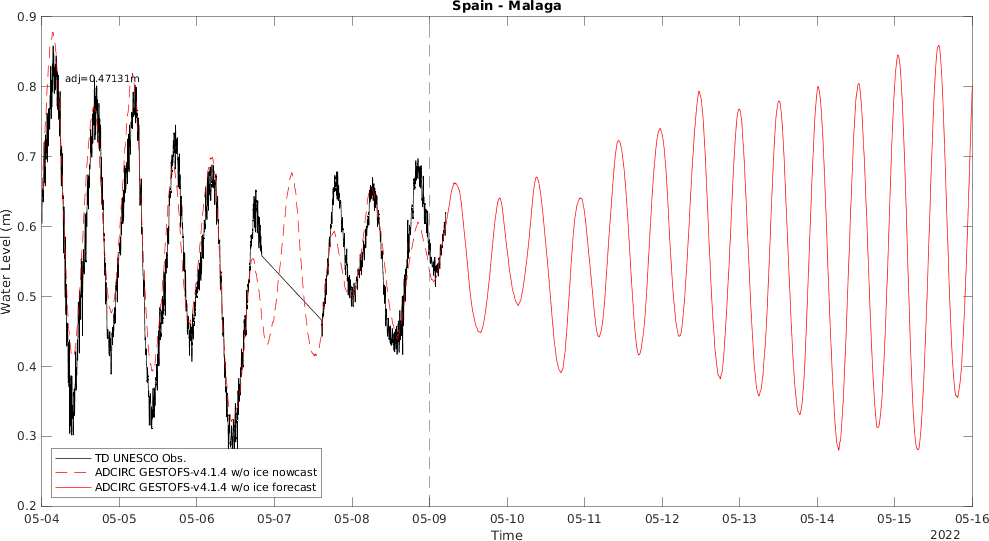 Spain - Malaga
0.9
adj=0.47131m
0.8
0.7
0.6
0.5
0.4
0.3
0.2
Water Level (m)
TD UNESCO Obs.
ADCIRC GESTOFS-v4.1.4 w/o ice nowcast
ADCIRC GESTOFS-v4.1.4 w/o ice forecast
05-04 05-05 05-06 05-07 05-08 05-09 05-10 05-11 05-12 05-13 05-14 05-15 05-16
Time
2022